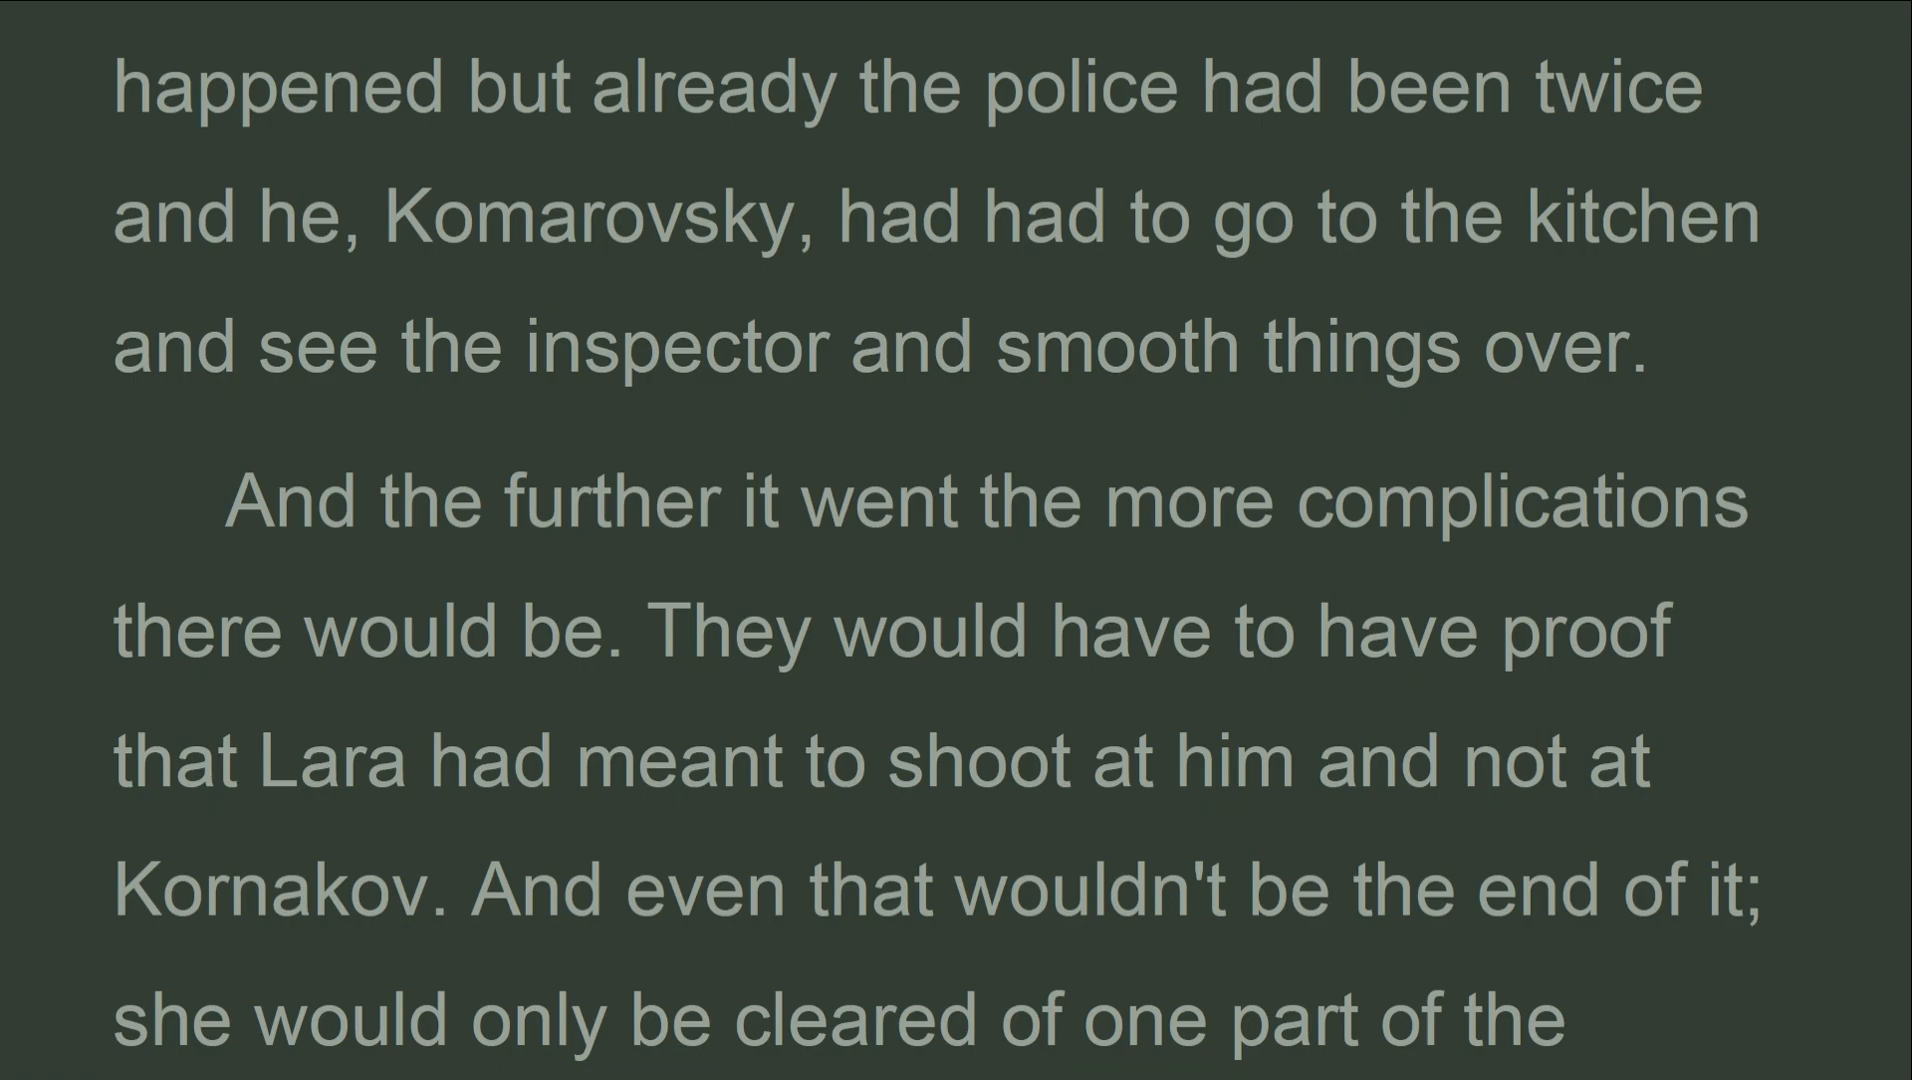 happened but already the police had been twice
and he, Komarovsky, had had to go to the kitchen
and see the inspector and smooth things over.
And the further it went the more complications
there would be. They would have to have proof
that Lara had meant to shoot at him and not at
Kornakov. And even that wouldn't be the end of it;
she would only be cleared of one part of the